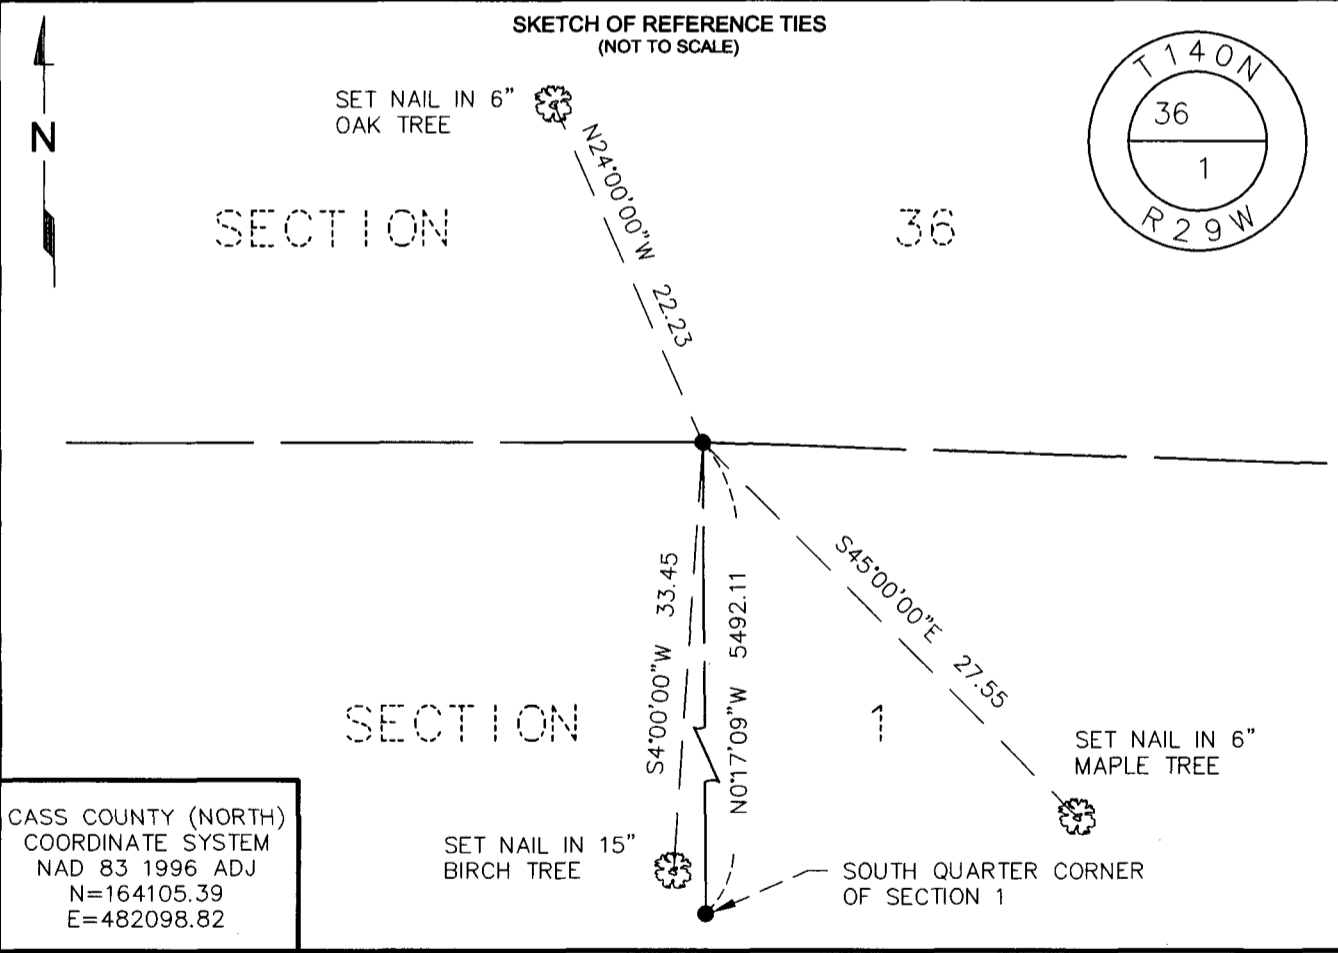 SKETCH OF REFERENCE TIES
(NOT TO SCALE)
N
SET NAIL IN 6"
OAK TREE
N24°00'00"W 22.23
T140N
36
1
R29W
SECTION 36
S4°00'00"W 33.45
N0°17'09"W 5492.11
S45°00'00"E 27.55
SECTION 1
SET NAIL IN 6"
MAPLE TREE
SET NAIL IN 15"
BIRCH TREE
SOUTH QUARTER CORNER
OF SECTION 1
CASS COUNTY (NORTH)
COORDINATE SYSTEM
NAD 83 1996 ADJ
N=164105.39
E=482098.82